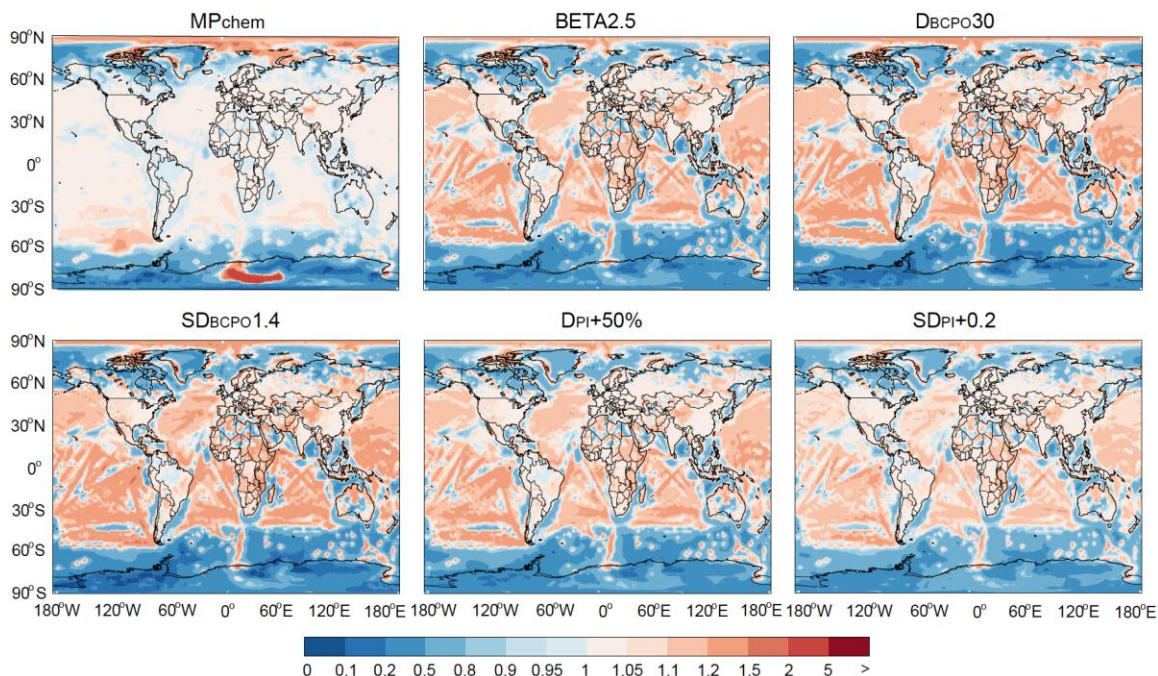 MPchem BETA2.5 DBCPO30
90°N
60°N
30°N
0°
30°S
60°S
90°S
SDBCPO1.4 DPI+50% SDPI+0.2
90°N
60°N
30°N
0°
30°S
60°S
90°S
180°W 120°W 60°W 0° 60°E 120°E 180°W 120°W 60°W 0° 60°E 120°E 180°W 120°W 60°W 0° 60°E 120°E 180°E
0 0.1 0.2 0.5 0.8 0.9 0.95 1 1.05 1.1 1.2 1.5 2 5 >